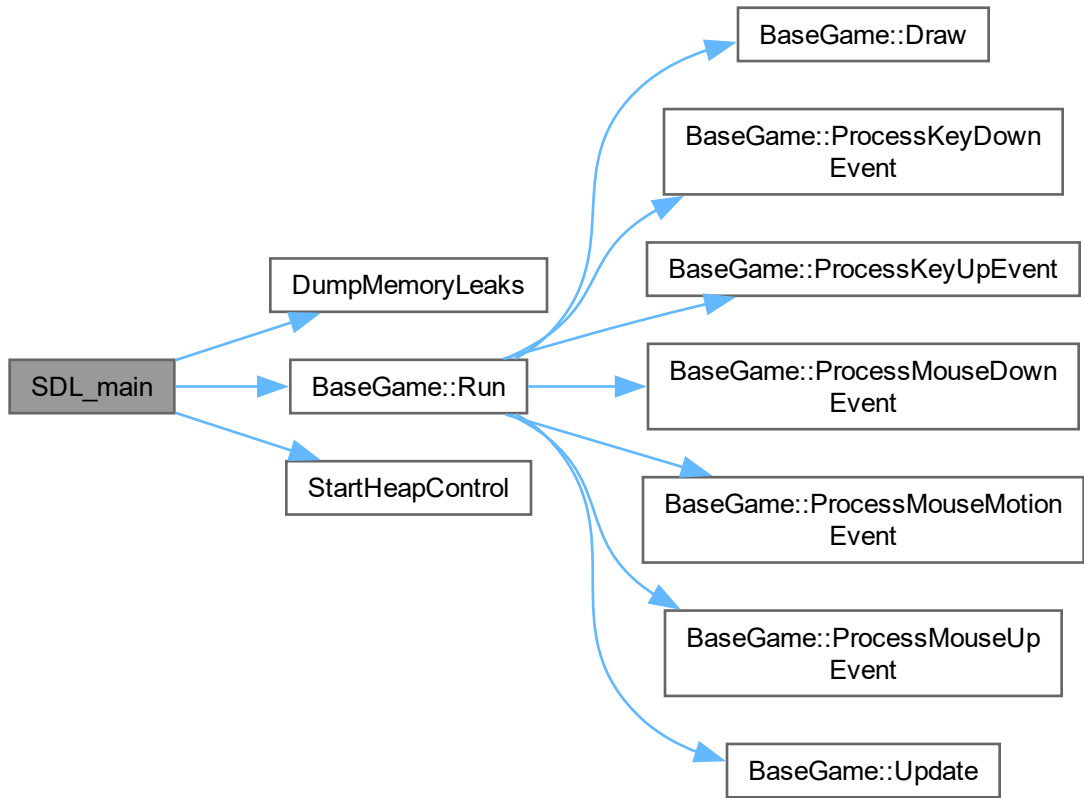 SDL_main
DumpMemoryLeaks
BaseGame::Run
StartHeapControl
BaseGame::Draw
BaseGame::ProcessKeyDown
Event
BaseGame::ProcessKeyUpEvent
BaseGame::ProcessMouseDown
Event
BaseGame::ProcessMouseMotion
Event
BaseGame::ProcessMouseUp
Event
BaseGame::Update